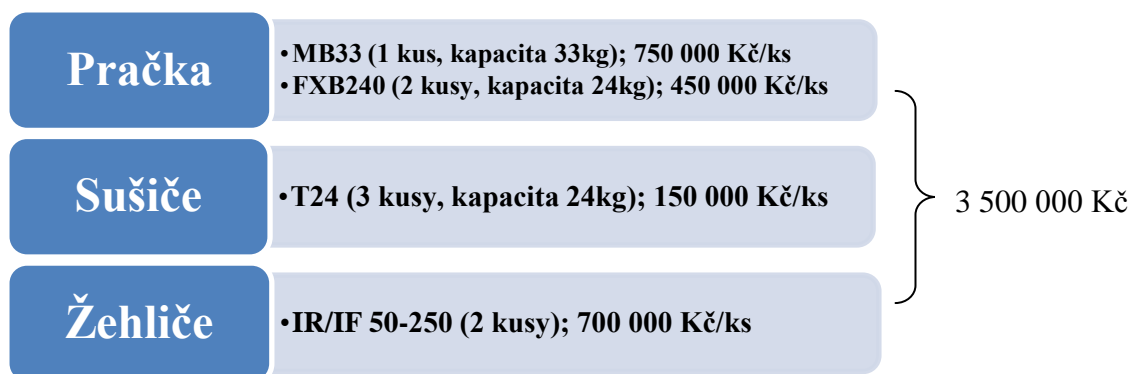 Pračka
•MB33 (1 kus, kapacita 33kg); 750 000 Kč/ks
•FXB240 (2 kusy, kapacita 24kg); 450 000 Kč/ks
Sušiče
•T24 (3 kusy, kapacita 24kg); 150 000 Kč/ks
3 500 000 Kč
Žehliče
•IR/IF 50-250 (2 kusy); 700 000 Kč/ks